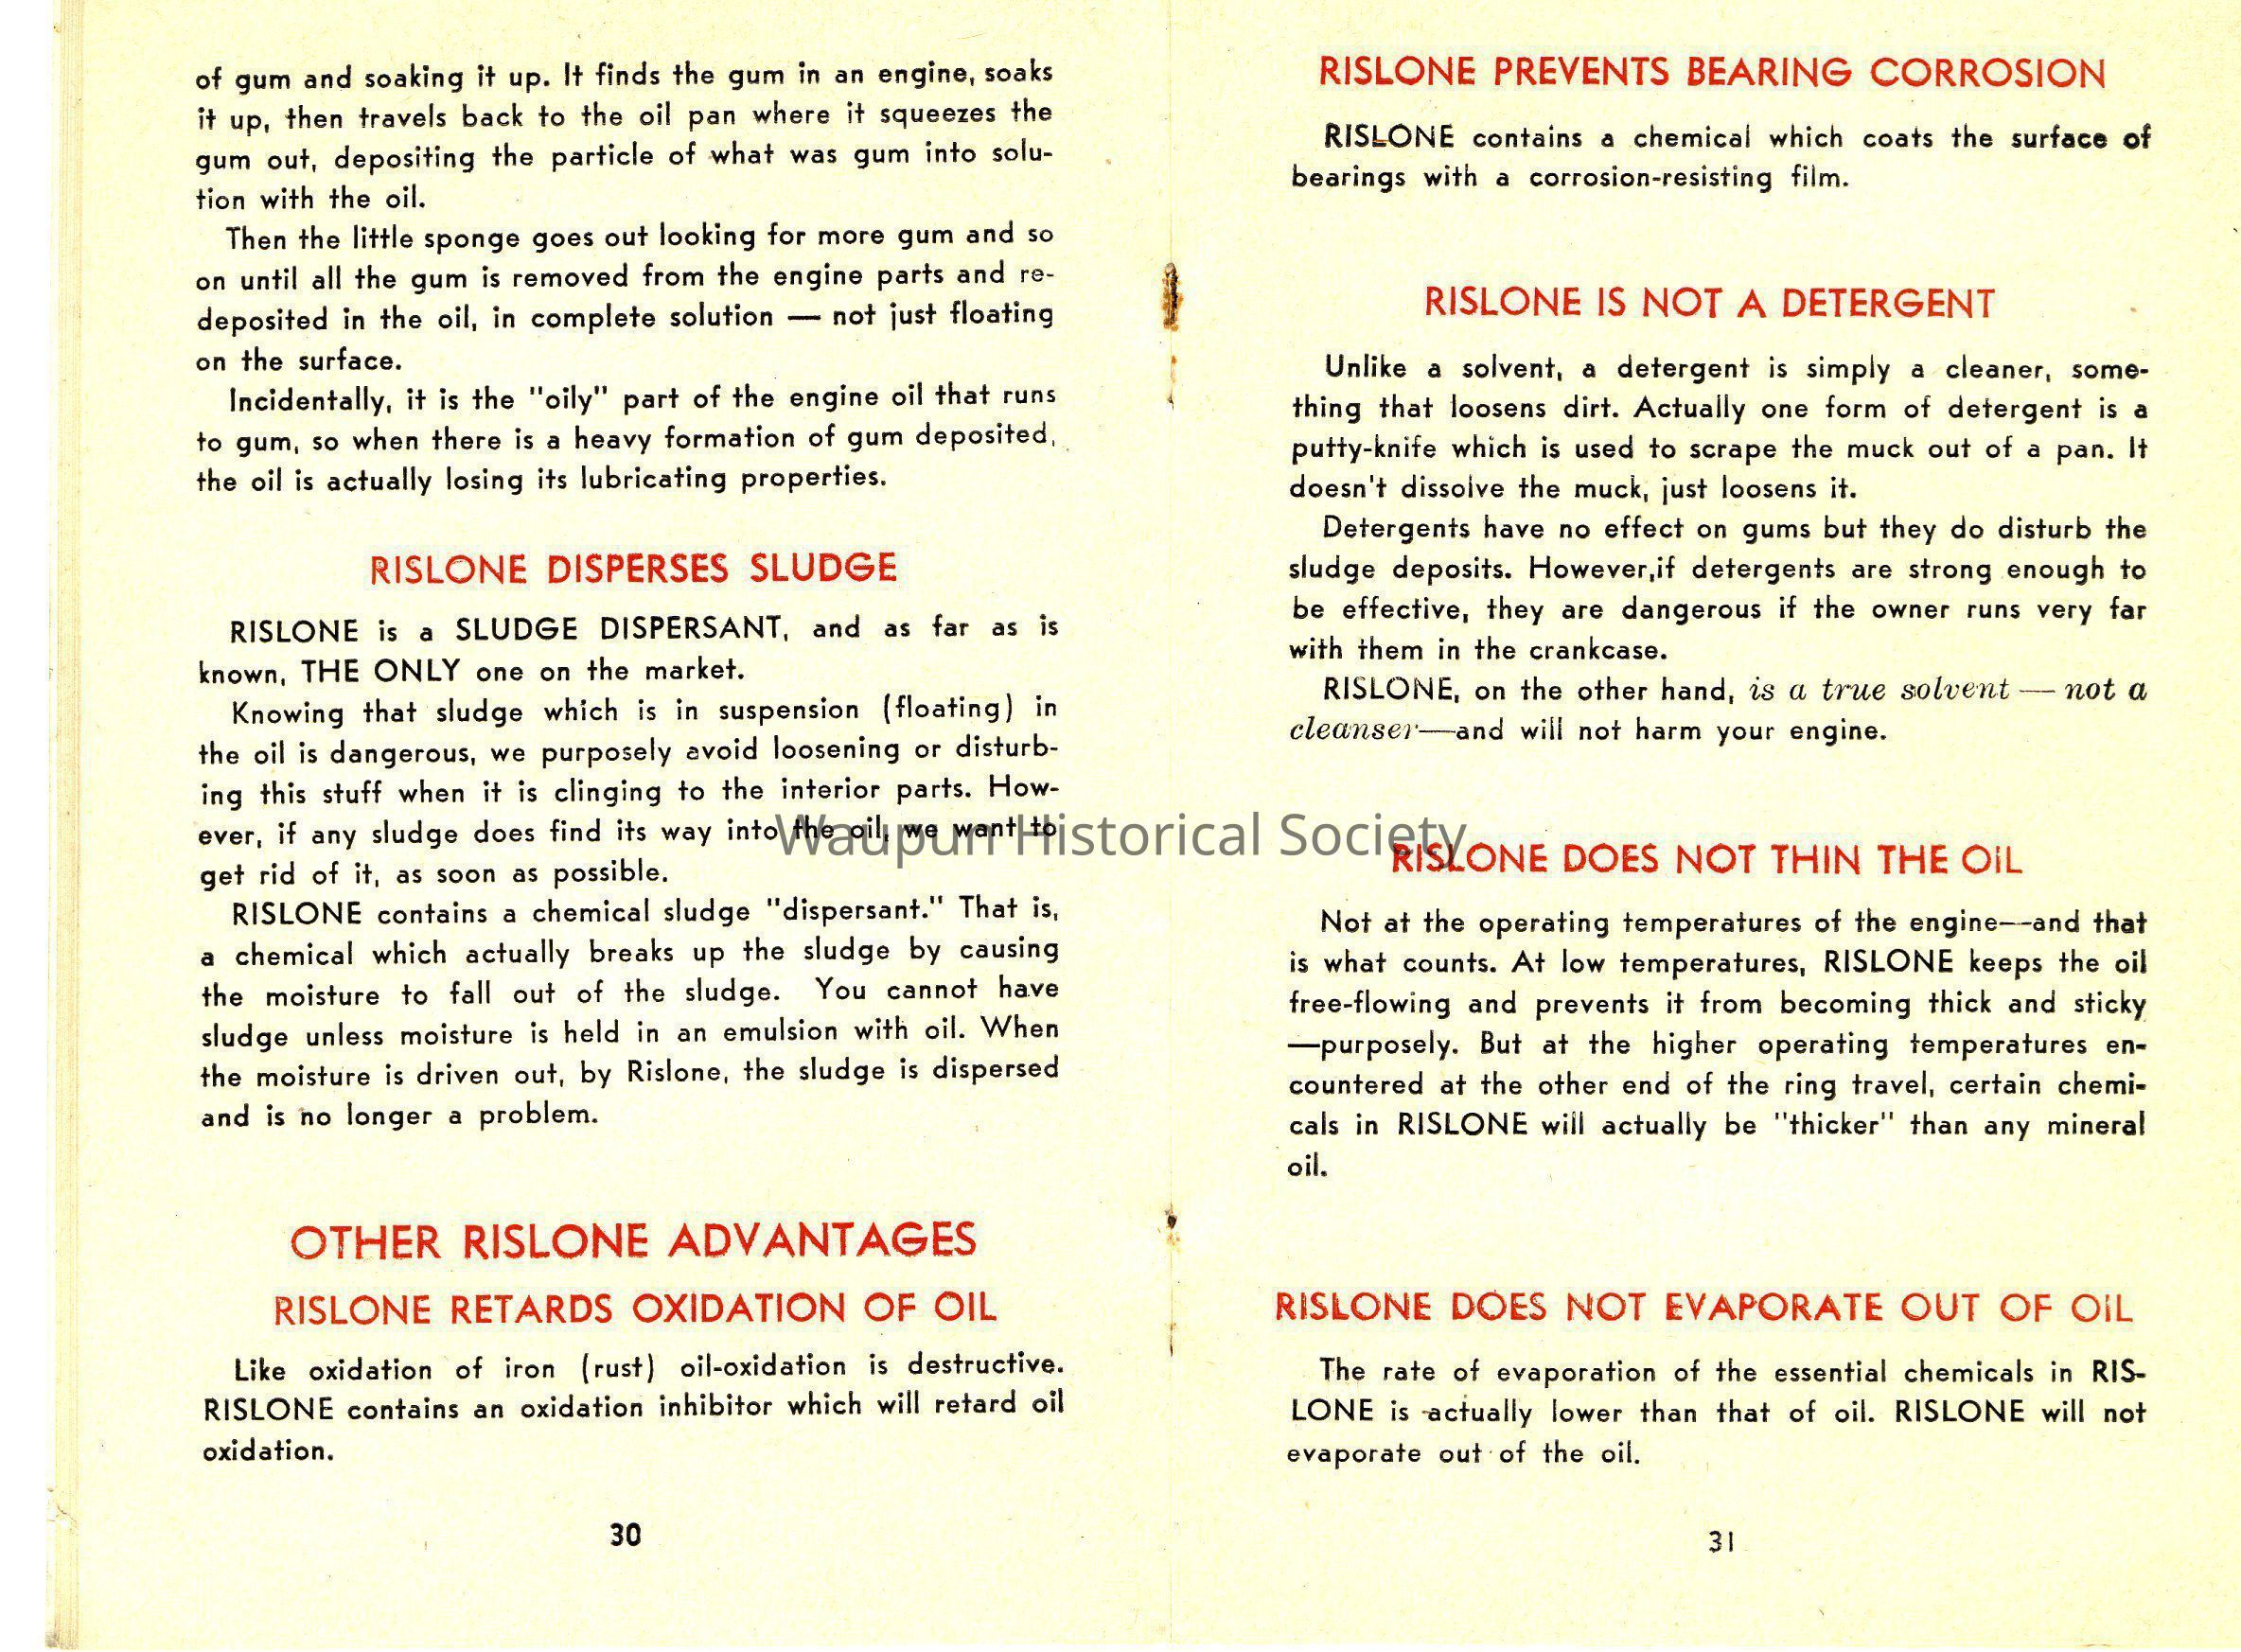 of gum and soaking it up. It finds the gum in an engine, soaks
it up, then travels back to the oil pan where it squeezes the
gum out, depositing the particle of what was gum into solu-
tion with the oil.
Then the little sponge goes out looking for more gum and so
on until all the gum is removed from the engine parts and re-
deposited in the oil, in complete solution — not just floating
on the surface.
Incidentally, it is the "oily" part of the engine oil that runs
to gum, so when there is a heavy formation of gum deposited,
the oil is actually losing its lubricating properties.
RISLONE DISPERSES SLUDGE
RISLONE is a SLUDGE DISPERSANT, and as far as is
known, THE ONLY one on the market.
Knowing that sludge which is in suspension (floating) in
the oil is dangerous, we purposely avoid loosening or disturb-
ing this stuff when it is clinging to the interior parts. How-
ever, if any sludge does find its way into the oil, we want to
get rid of it, as soon as possible.
RISLONE contains a chemical sludge "dispersant." That is,
a chemical which actually breaks up the sludge by causing
the moisture to fall out of the sludge. You cannot have
sludge unless moisture is held in an emulsion with oil. When
the moisture is driven out, by Rislone, the sludge is dispersed
and is no longer a problem.
OTHER RISLONE ADVANTAGES
RISLONE RETARDS OXIDATION OF OIL
Like oxidation of iron (rust) oil-oxidation is destructive.
RISLONE contains an oxidation inhibitor which will retard oil
oxidation.
30
RISLONE PREVENTS BEARING CORROSION
RISLONE contains a chemical which coats the surface of
bearings with a corrosion-resisting film.
RISLONE IS NOT A DETERGENT
Unlike a solvent, a detergent is simply a cleaner, some-
thing that loosens dirt. Actually one form of detergent is a
putty-knife which is used to scrape the muck out of a pan. It
doesn't dissolve the muck, just loosens it.
Detergents have no effect on gums but they do disturb the
sludge deposits. However,if detergents are strong enough to
be effective, they are dangerous if the owner runs very far
with them in the crankcase.
RISLONE, on the other hand, is a true solvent — not a
cleanser—and will not harm your engine.
Waupun Historical Society
RISLONE DOES NOT THIN THE OIL
Not at the operating temperatures of the engine—and that
is what counts. At low temperatures, RISLONE keeps the oil
free-flowing and prevents it from becoming thick and sticky
—purposely. But at the higher operating temperatures en-
countered at the other end of the ring travel, certain chemi-
cals in RISLONE will actually be "thicker" than any mineral
oil.
RISLONE DOES NOT EVAPORATE OUT OF OIL
The rate of evaporation of the essential chemicals in RIS-
LONE is actually lower than that of oil. RISLONE will not
evaporate out of the oil.
31